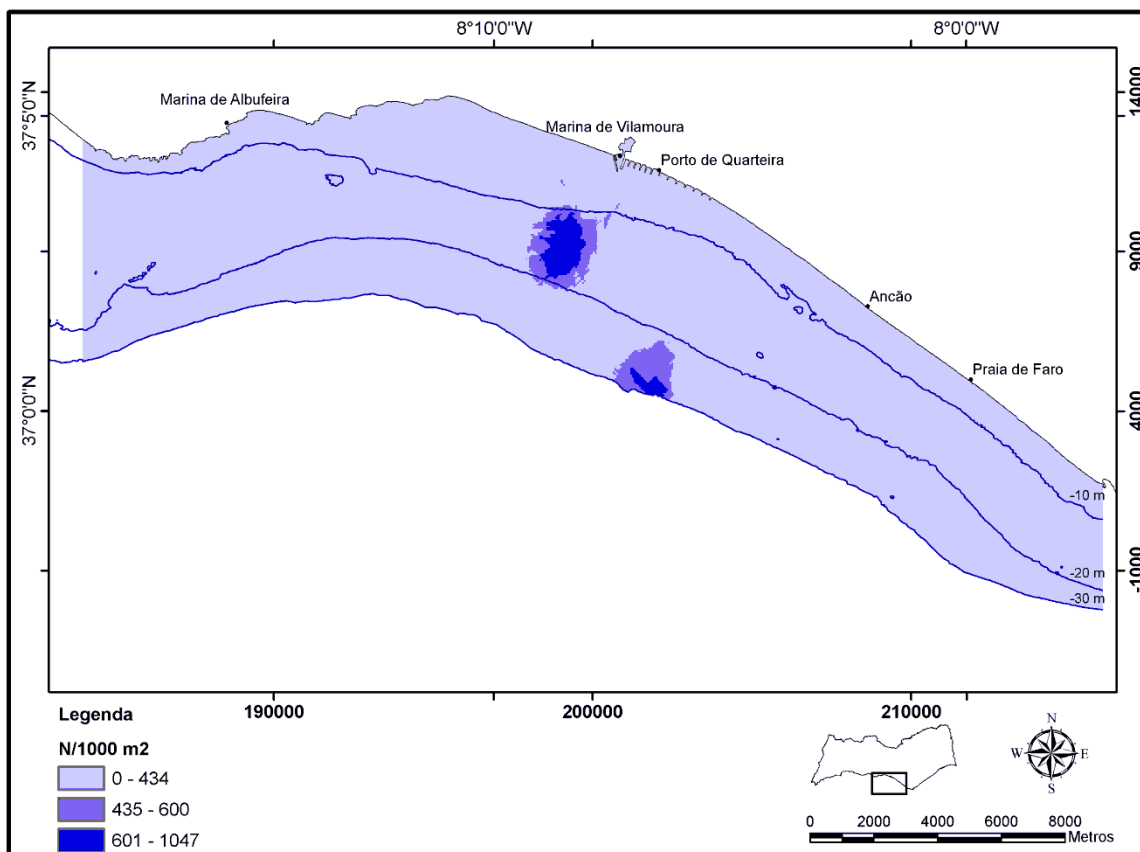 8°10'0"W
8°0'0"W
37°5'0"N
14000
Marina de Albufeira
Marina de Vilamoura
Porto de Quarteira
9000
Ancão
Praia de Faro
37°0'0"N
4000
-10 m
-20 m
-1000
-30 m
190000
200000
210000
Legenda
N/1000 m2
0 - 434
435 - 600
601 - 1047
N
W
E
S
0 2000 4000 6000 8000
Metros